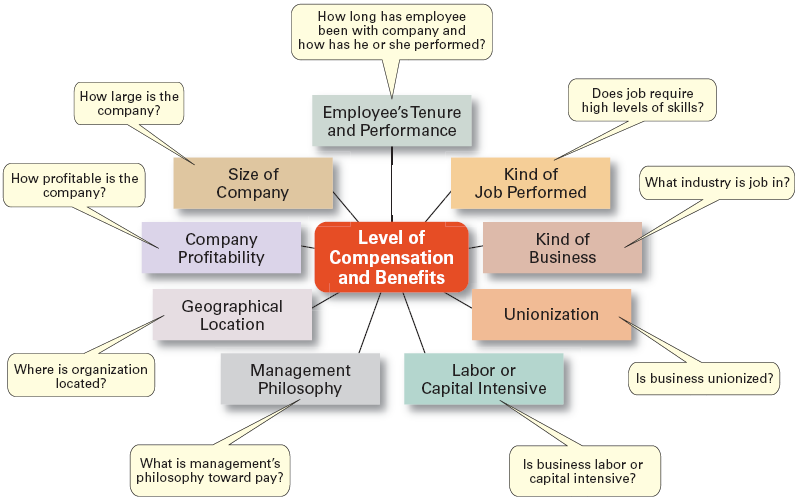 How long has employee
been with company and
how has he or she performed?
Employee's Tenure
and Performance
Does job require
high levels of skills?
Kind of
Job Performed
What industry is job in?
Kind of
Business
Unionization
Is business unionized?
Labor or
Capital Intensive
Is business labor or
capital intensive?
Management
Philosophy
What is management's
philosophy toward pay?
Geographical
Location
Where is organization
located?
Company
Profitability
How profitable is the
company?
Size of
Company
How large is the
company?
Level of
Compensation
and Benefits